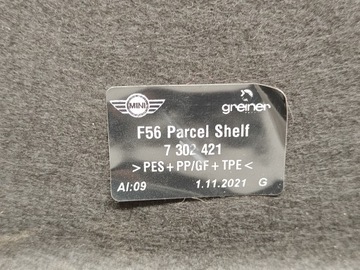 MINI
greiner
F56 Parcel Shelf
7 302 421
>PES+PP/GF+TPE<
AI:09 1.11.2021 G